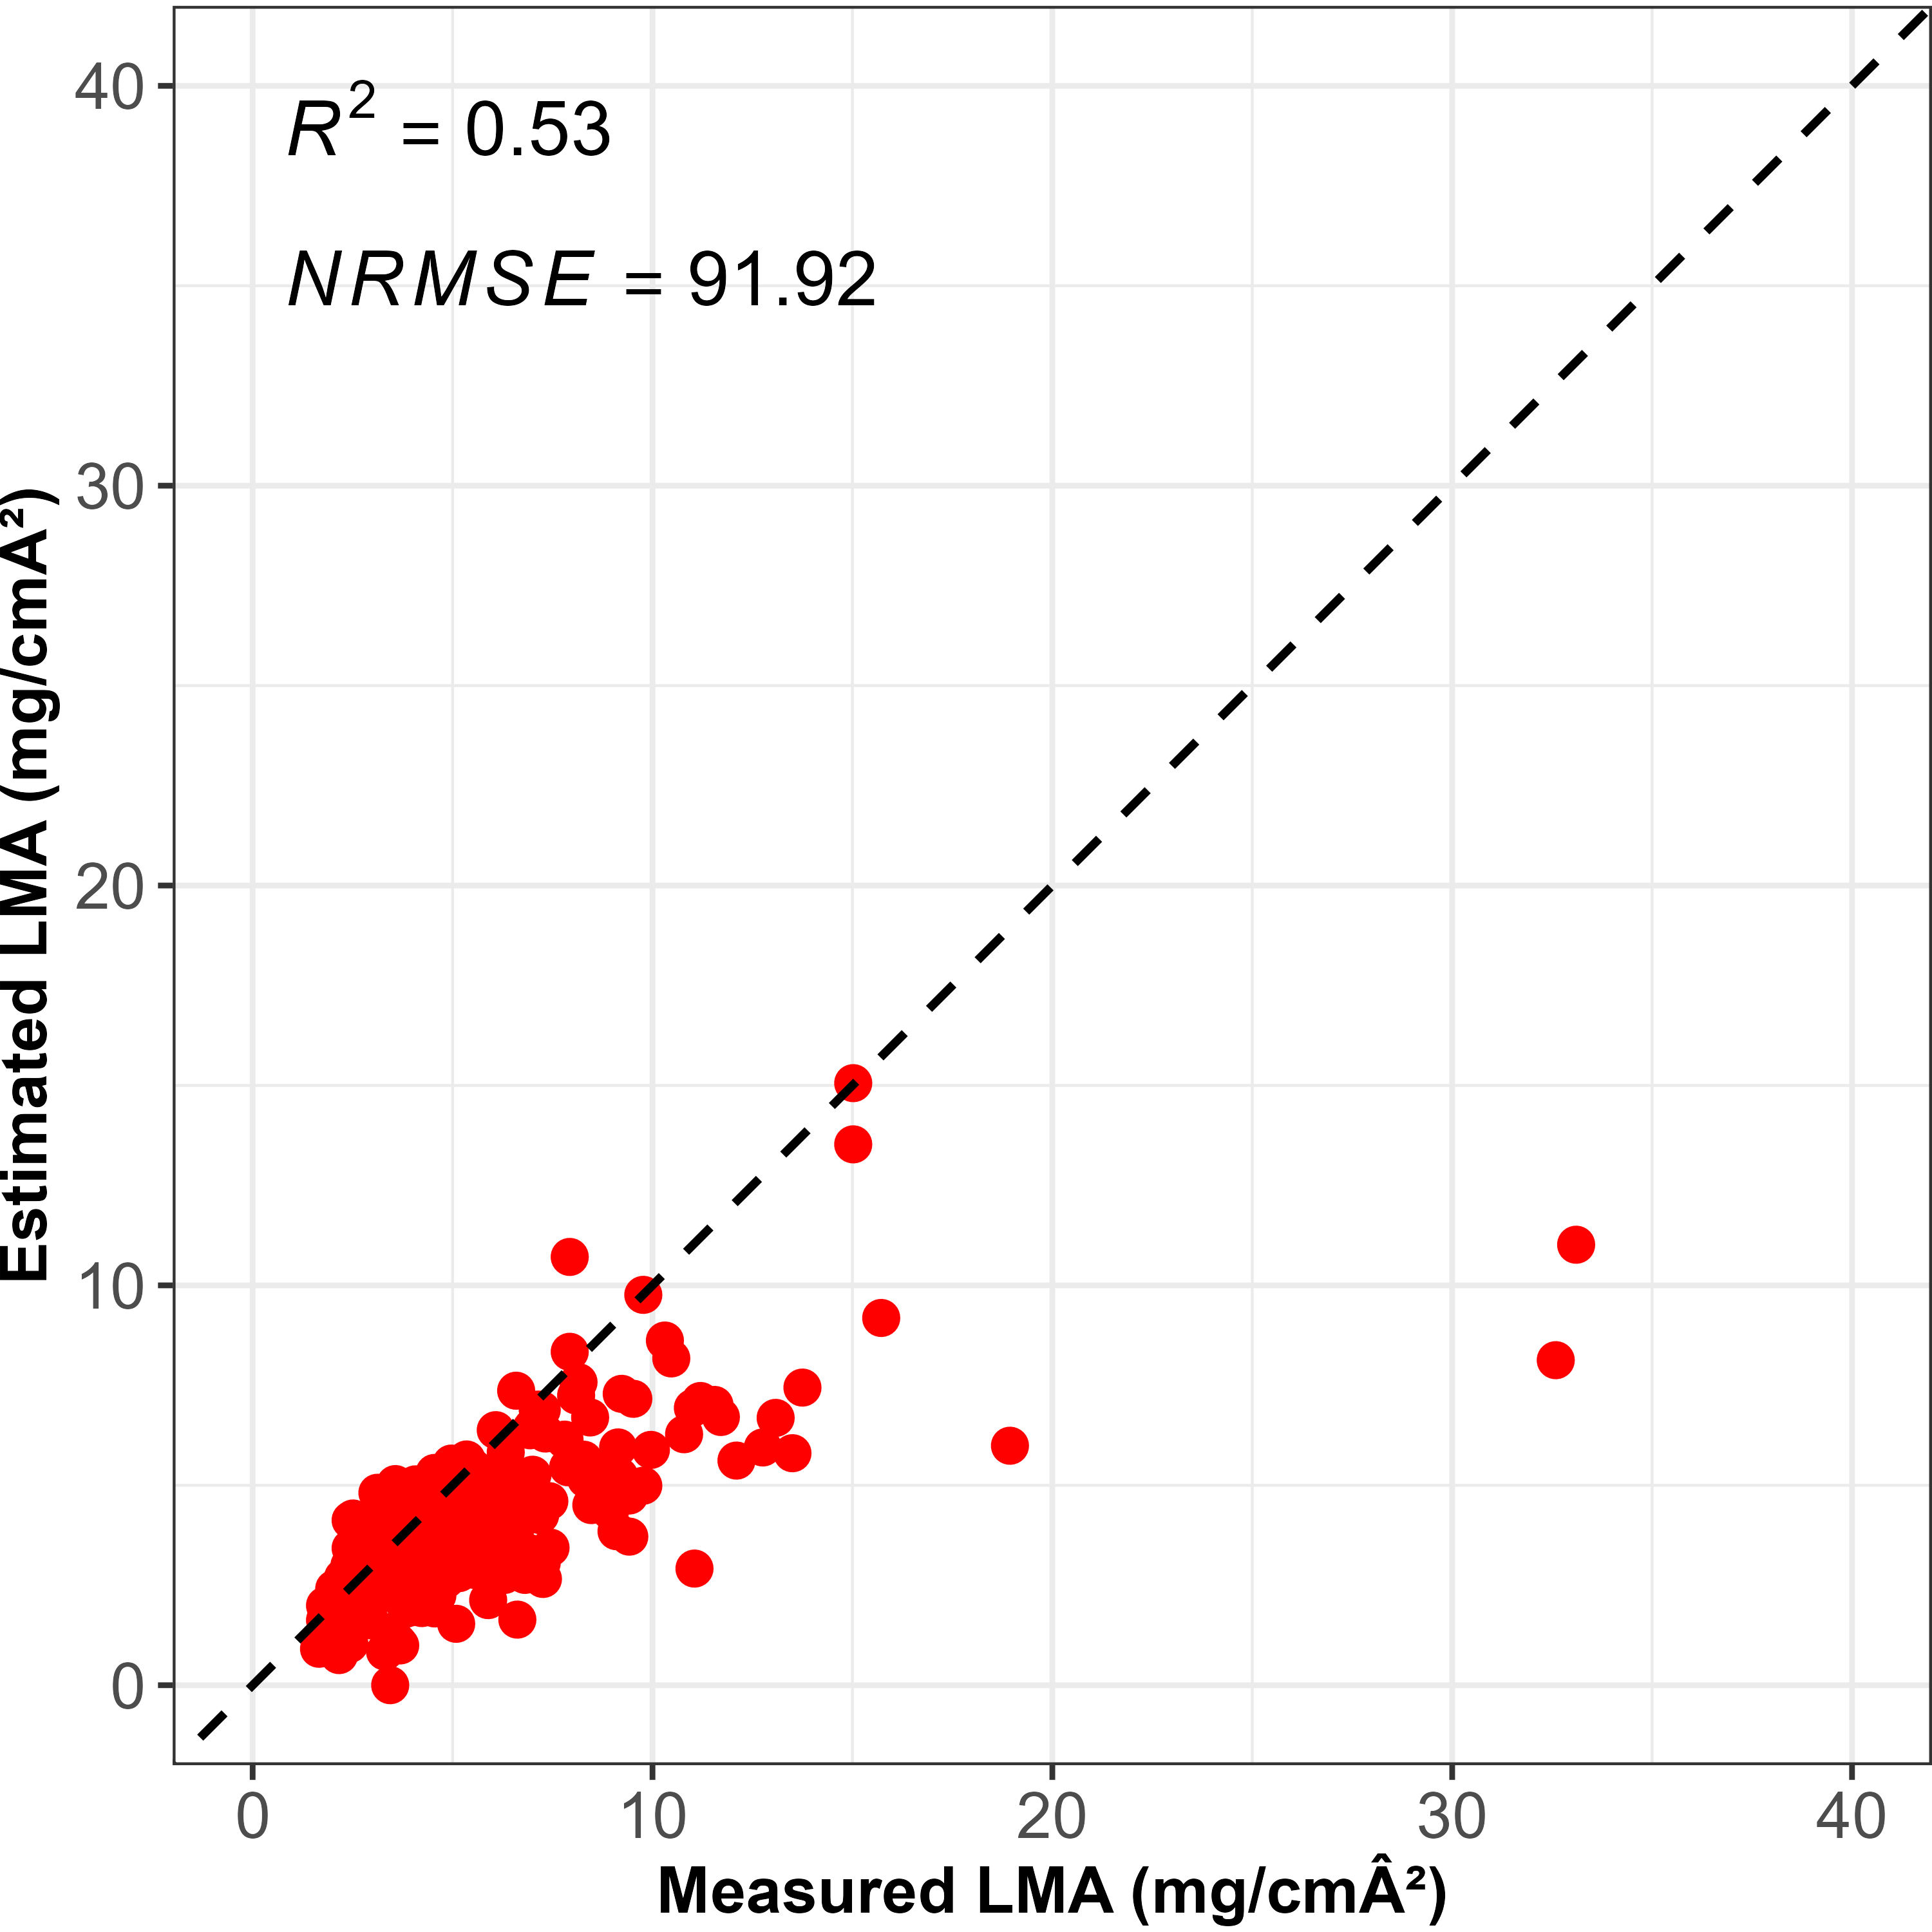 R² = 0.53
NRMSE = 91.92
40
30
20
10
0
Estimated LMA (mg/cmÂ²)
0 10 20 30 40
Measured LMA (mg/cmÂ²)